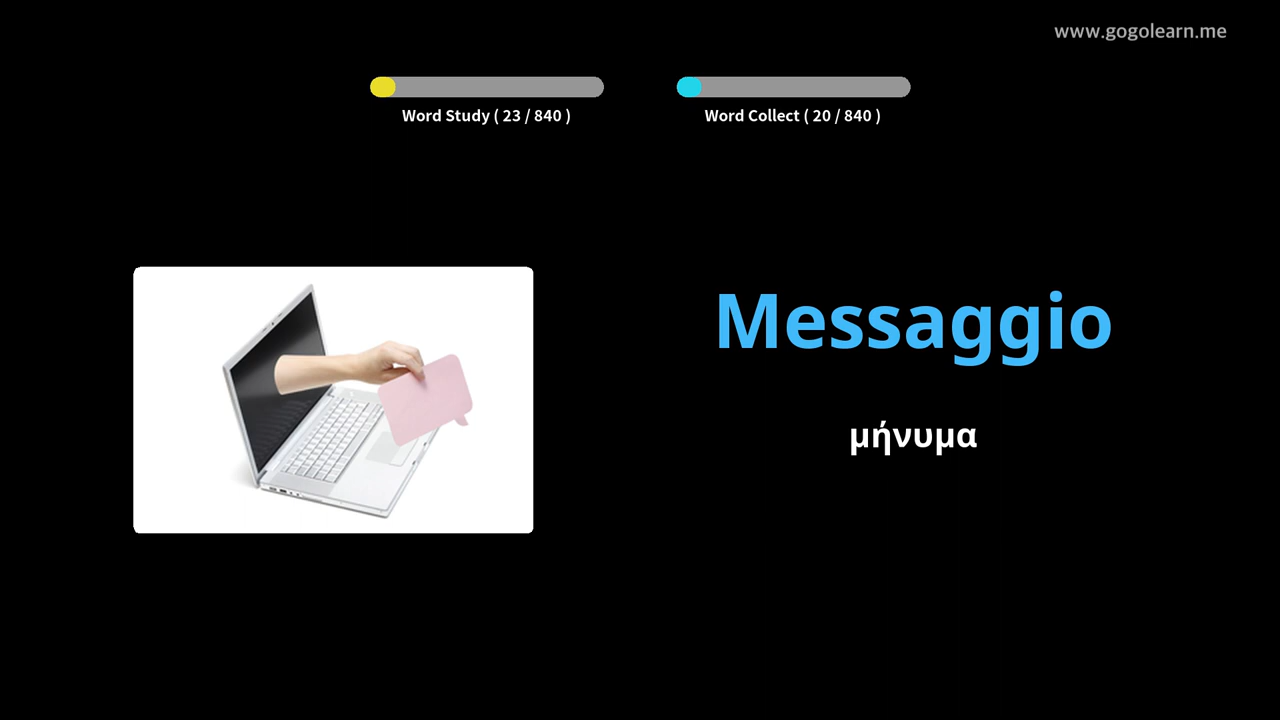 www.gogolearn.me
Word Study ( 23 / 840 )
Word Collect ( 20 / 840 )
Messaggio
μήνυμα